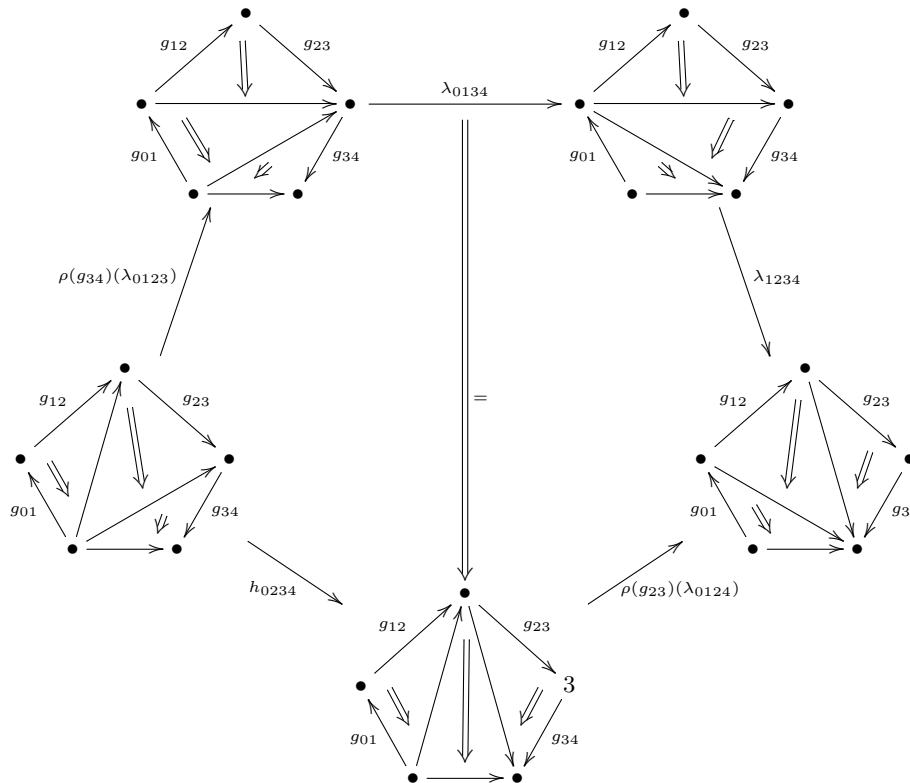 g₁₂ g₂₃
g₀₁ g₃₄
λ₀₁₃₄
g₁₂ g₂₃
g₀₁ g₃₄
ρ(g₃₄)(λ₀₁₂₃)
λ₁₂₃₄
=
g₁₂ g₂₃
g₀₁ g₃₄
g₁₂ g₂₃
g₀₁ g₃
h₀₂₃₄
ρ(g₂₃)(λ₀₁₂₄)
g₁₂ g₂₃
3
g₀₁ g₃₄